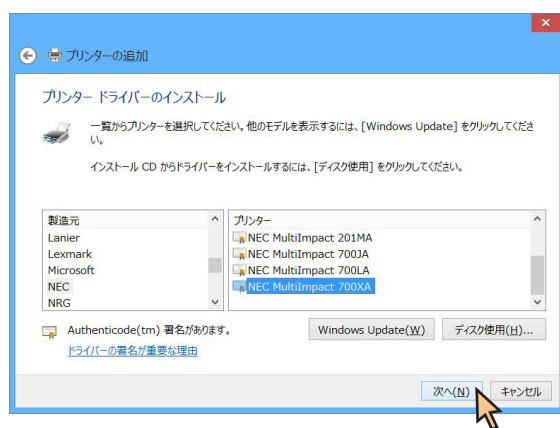 プリンターの追加
プリンター ドライバーのインストール
一覧からプリンターを選択してください。他のモデルを表示するには、[Windows Update] をクリックしてくださ
い。
インストール CD からドライバーをインストールするには、[ディスク使用] をクリックしてください。
製造元
Lanier
Lexmark
Microsoft
NEC
NRG
プリンター
NEC MultiImpact 201MA
NEC MultiImpact 700JA
NEC MultiImpact 700LA
NEC MultiImpact 700XA
Authenticode(tm) 署名があります。
ドライバーの署名が重要な理由
Windows Update(W)
ディスク使用(H)...
次へ(N)
キャンセル